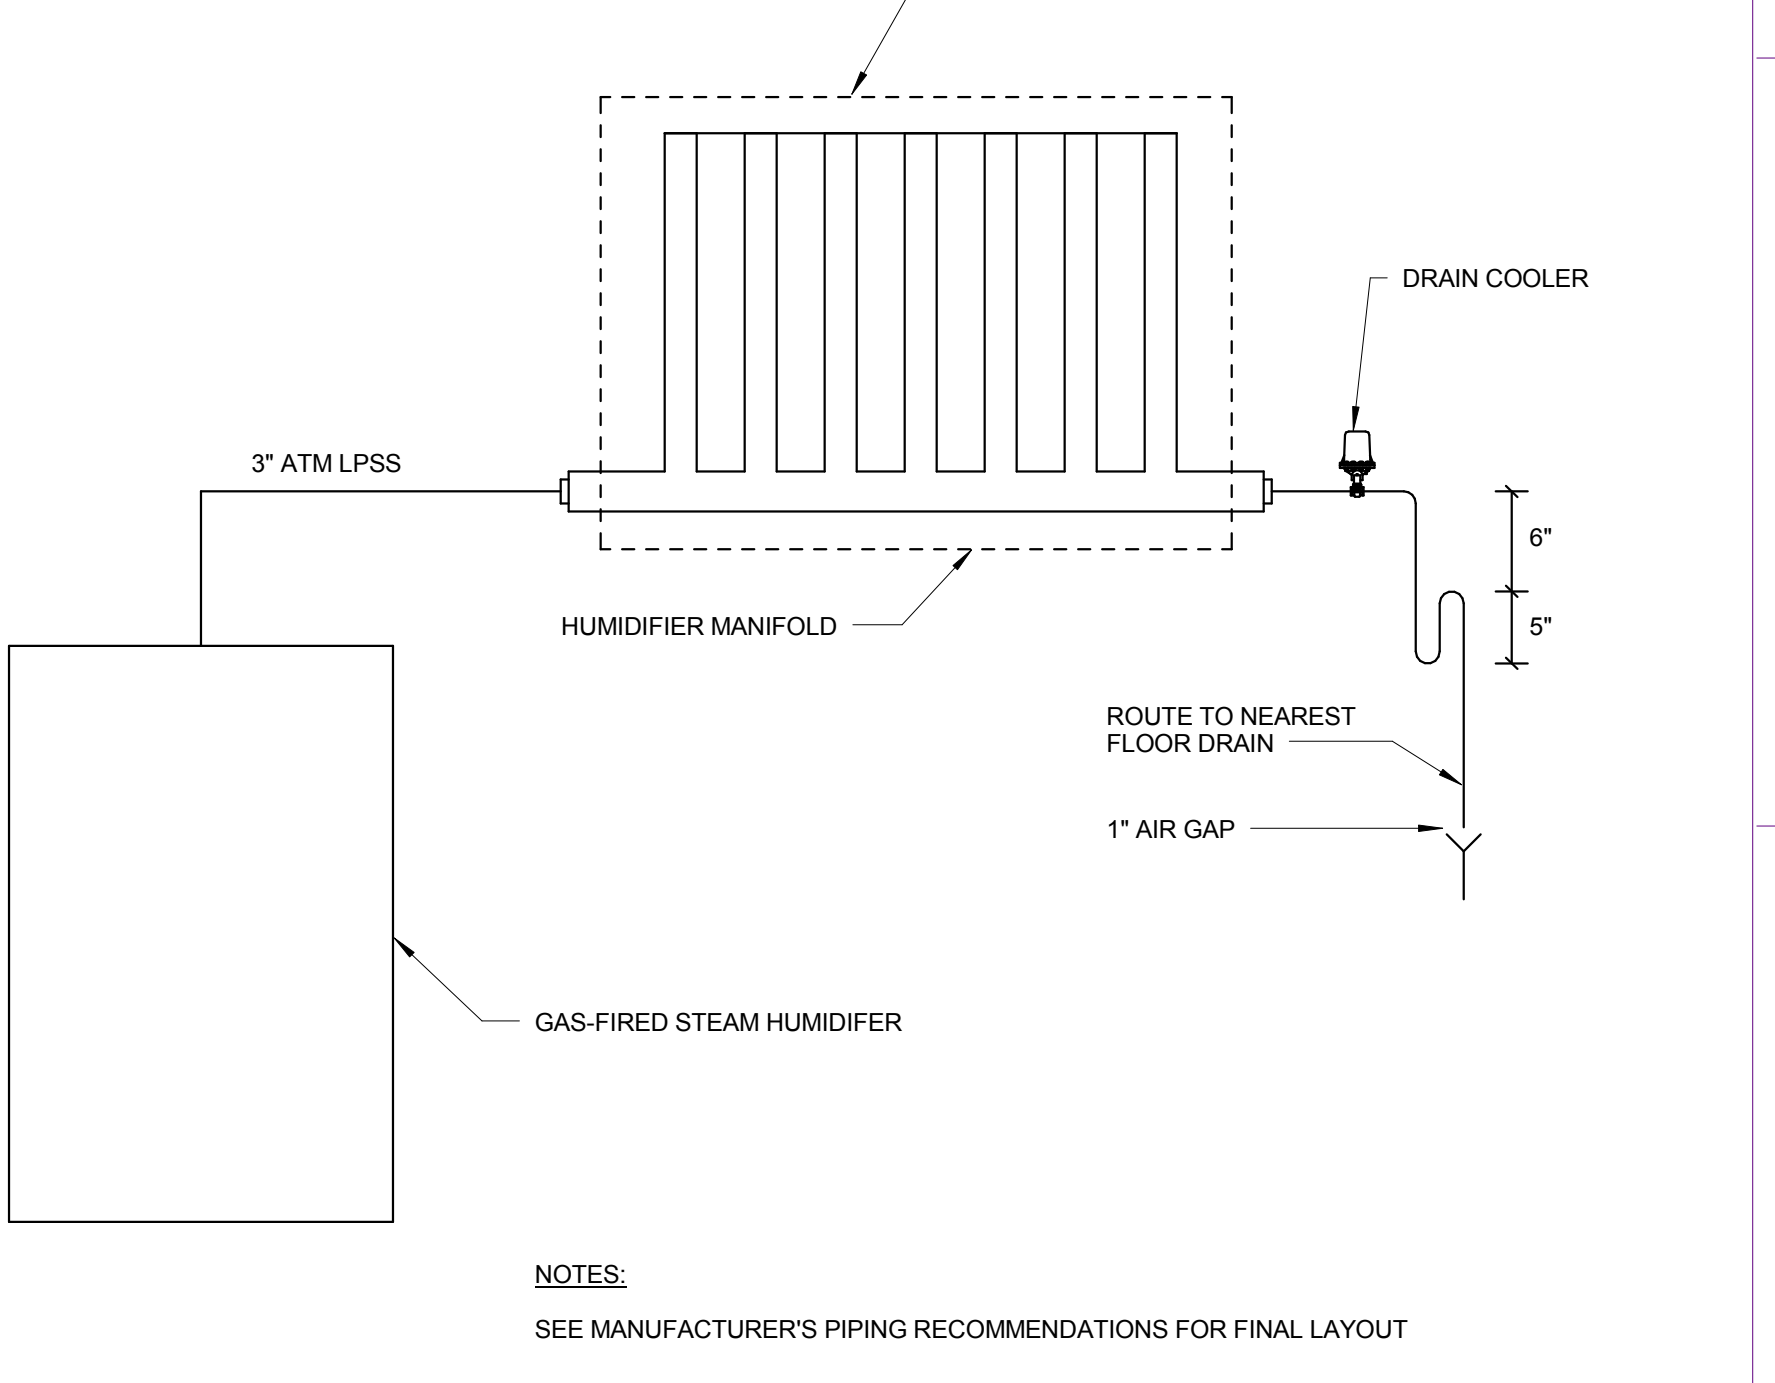 DRAIN COOLER
3" ATM LPSS
6"
HUMIDIFIER MANIFOLD
5"
ROUTE TO NEAREST
FLOOR DRAIN
1" AIR GAP
GAS-FIRED STEAM HUMIDIFER
NOTES:
SEE MANUFACTURER'S PIPING RECOMMENDATIONS FOR FINAL LAYOUT